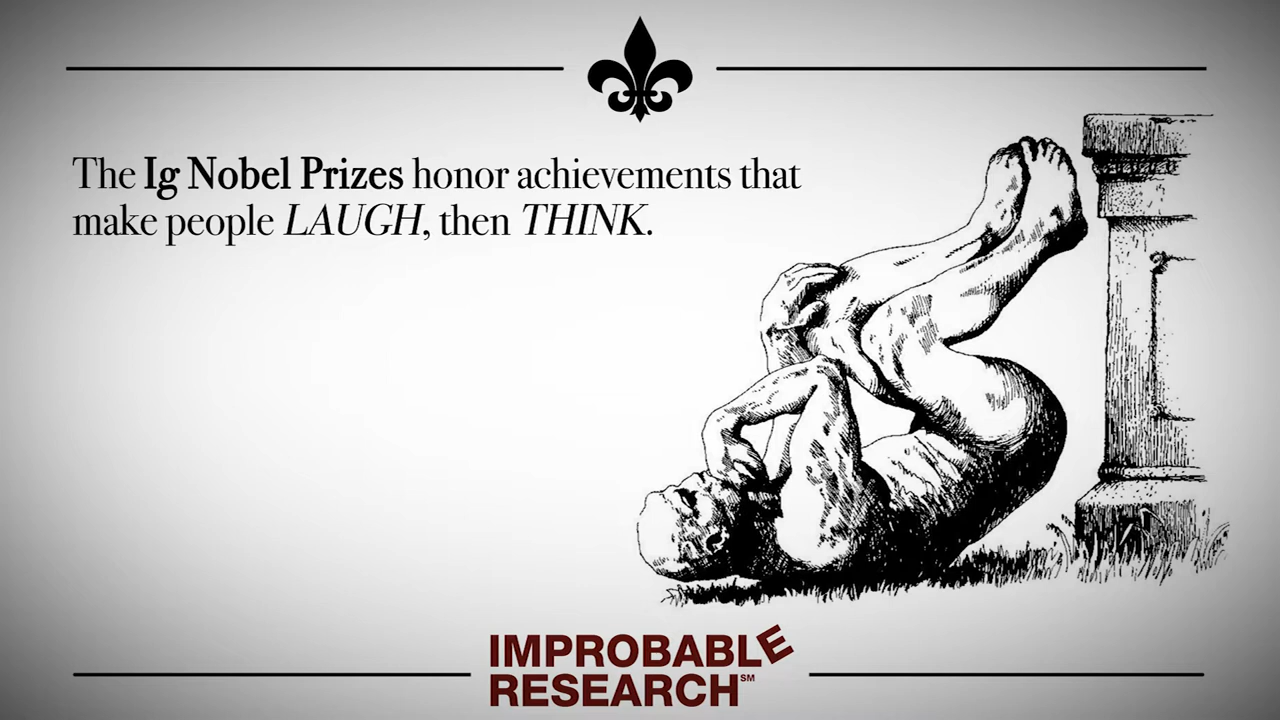 The Ig Nobel Prizes honor achievements that
make people LAUGH, then THINK.
IMPROBABLE
RESEARCH℠